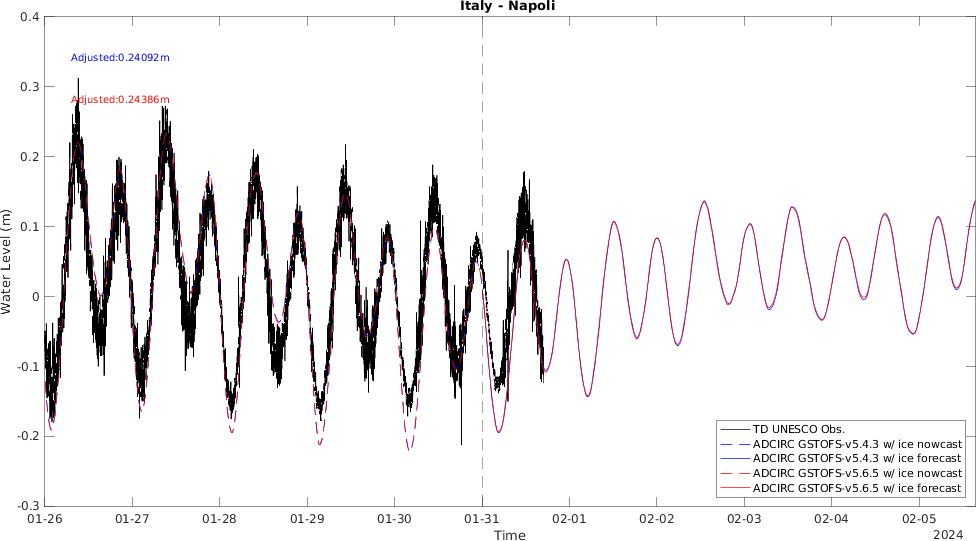 Italy - Napoli
0.4
0.3
0.2
0.1
0
-0.1
-0.2
-0.3
Water Level (m)
Adjusted:0.24092m
Adjusted:0.24386m
TD UNESCO Obs.
ADCIRC GSTOFS-v5.4.3 w/ ice nowcast
ADCIRC GSTOFS-v5.4.3 w/ ice forecast
ADCIRC GSTOFS-v5.6.5 w/ ice nowcast
ADCIRC GSTOFS-v5.6.5 w/ ice forecast
01-26 01-27 01-28 01-29 01-30 01-31 02-01 02-02 02-03 02-04 02-05
Time
2024